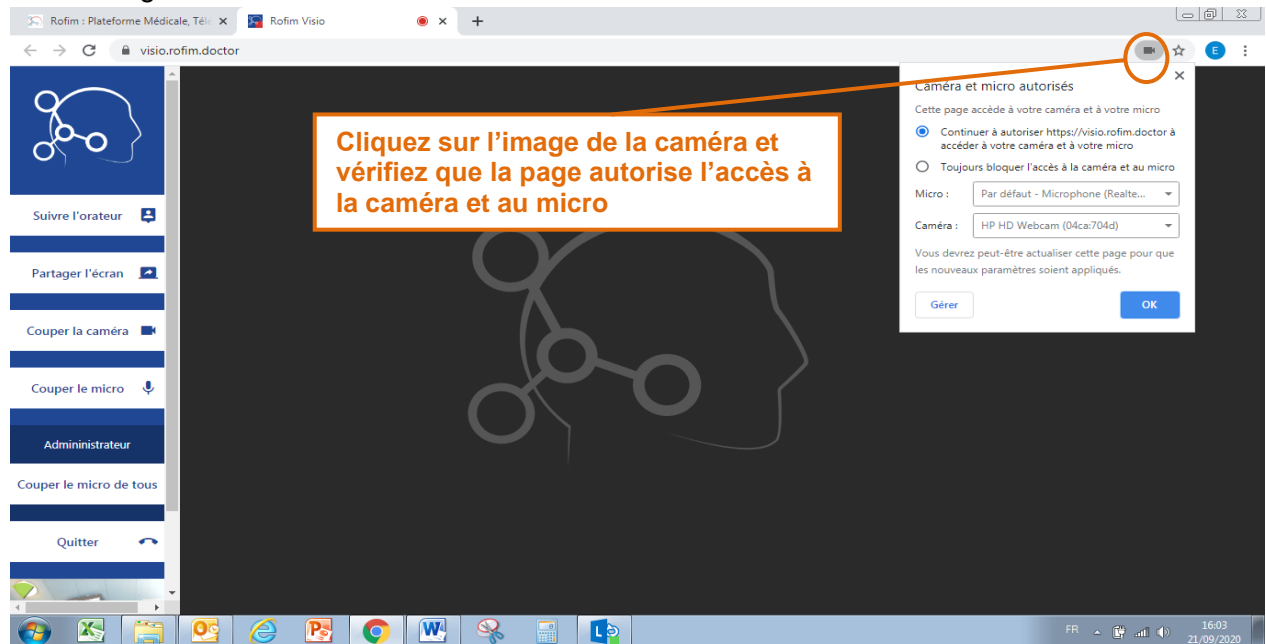 Rofim : Plateforme Médicale, Tél
Rofim Visio
visio.rofim.doctor
E
Caméra et micro autorisés
Cette page accède à votre caméra et à votre micro
Continuer à autoriser https://visio.rofim.doctor à
accéder à votre caméra et à votre micro
Toujours bloquer l'accès à la caméra et au micro
Micro :
Par défaut - Microphone (Realte...
Caméra :
HP HD Webcam (04ca:704d)
Vous devrez peut-être actualiser cette page pour que
les nouveaux paramètres soient appliqués.
Gérer
OK
Cliquez sur l’image de la caméra et
vérifiez que la page autorise l’accès à
la caméra et au micro
Suivre l'orateur
Partager l'écran
Couper la caméra
Couper le micro
Admininistrateur
Couper le micro de tous
Quitter
FR
16:03
21/09/2020